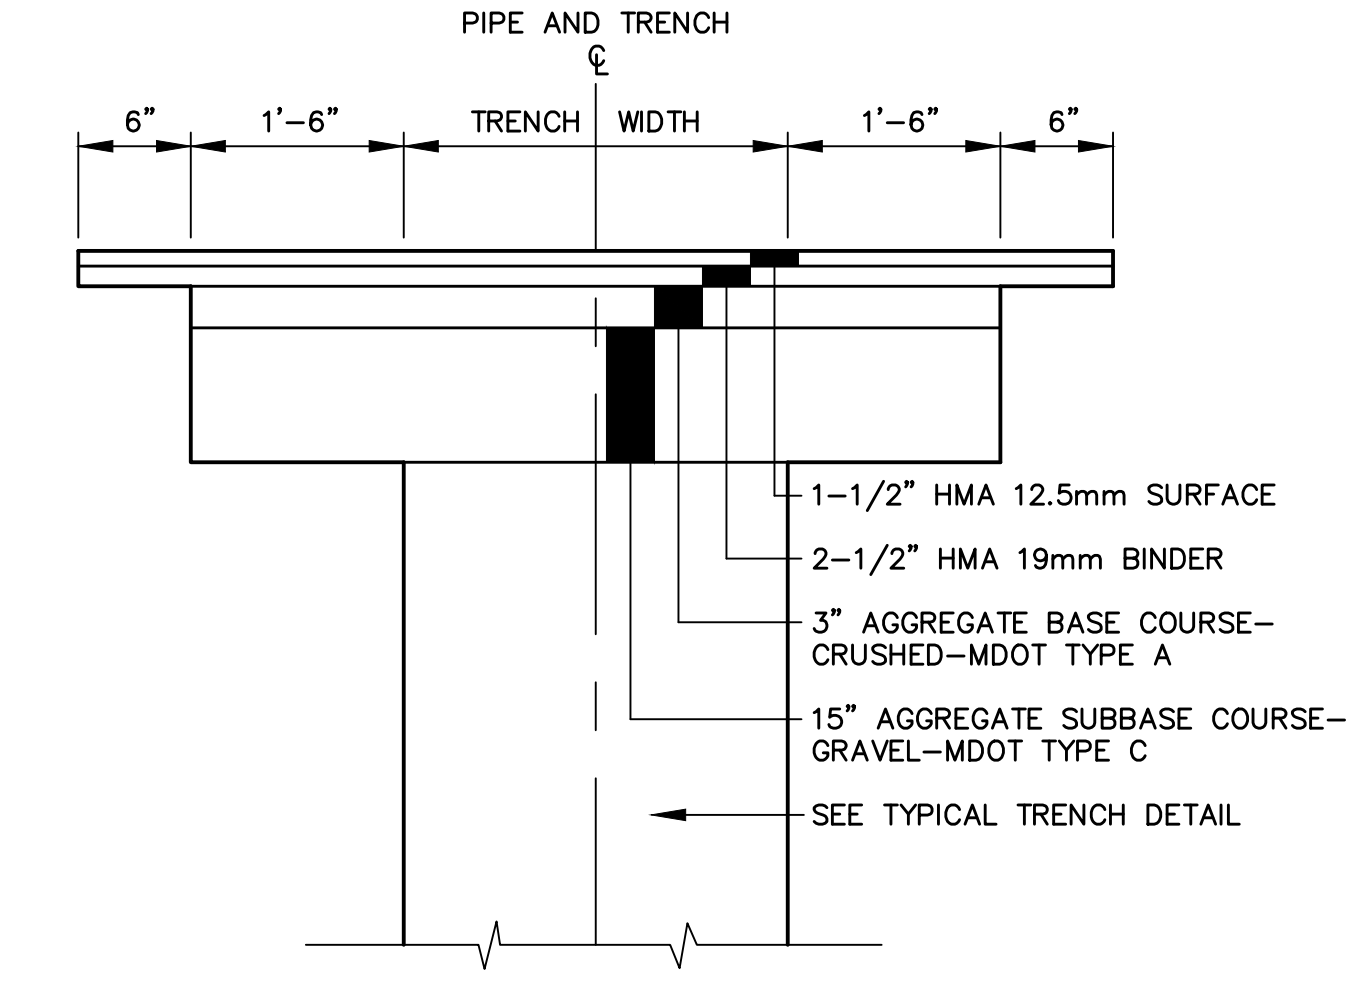 PIPE AND TRENCH
℄
6" 1'-6" TRENCH WIDTH 1'-6" 6"
1-1/2" HMA 12.5mm SURFACE
2-1/2" HMA 19mm BINDER
3" AGGREGATE BASE COURSE-
CRUSHED-MDOT TYPE A
15" AGGREGATE SUBBASE COURSE-
GRAVEL-MDOT TYPE C
SEE TYPICAL TRENCH DETAIL